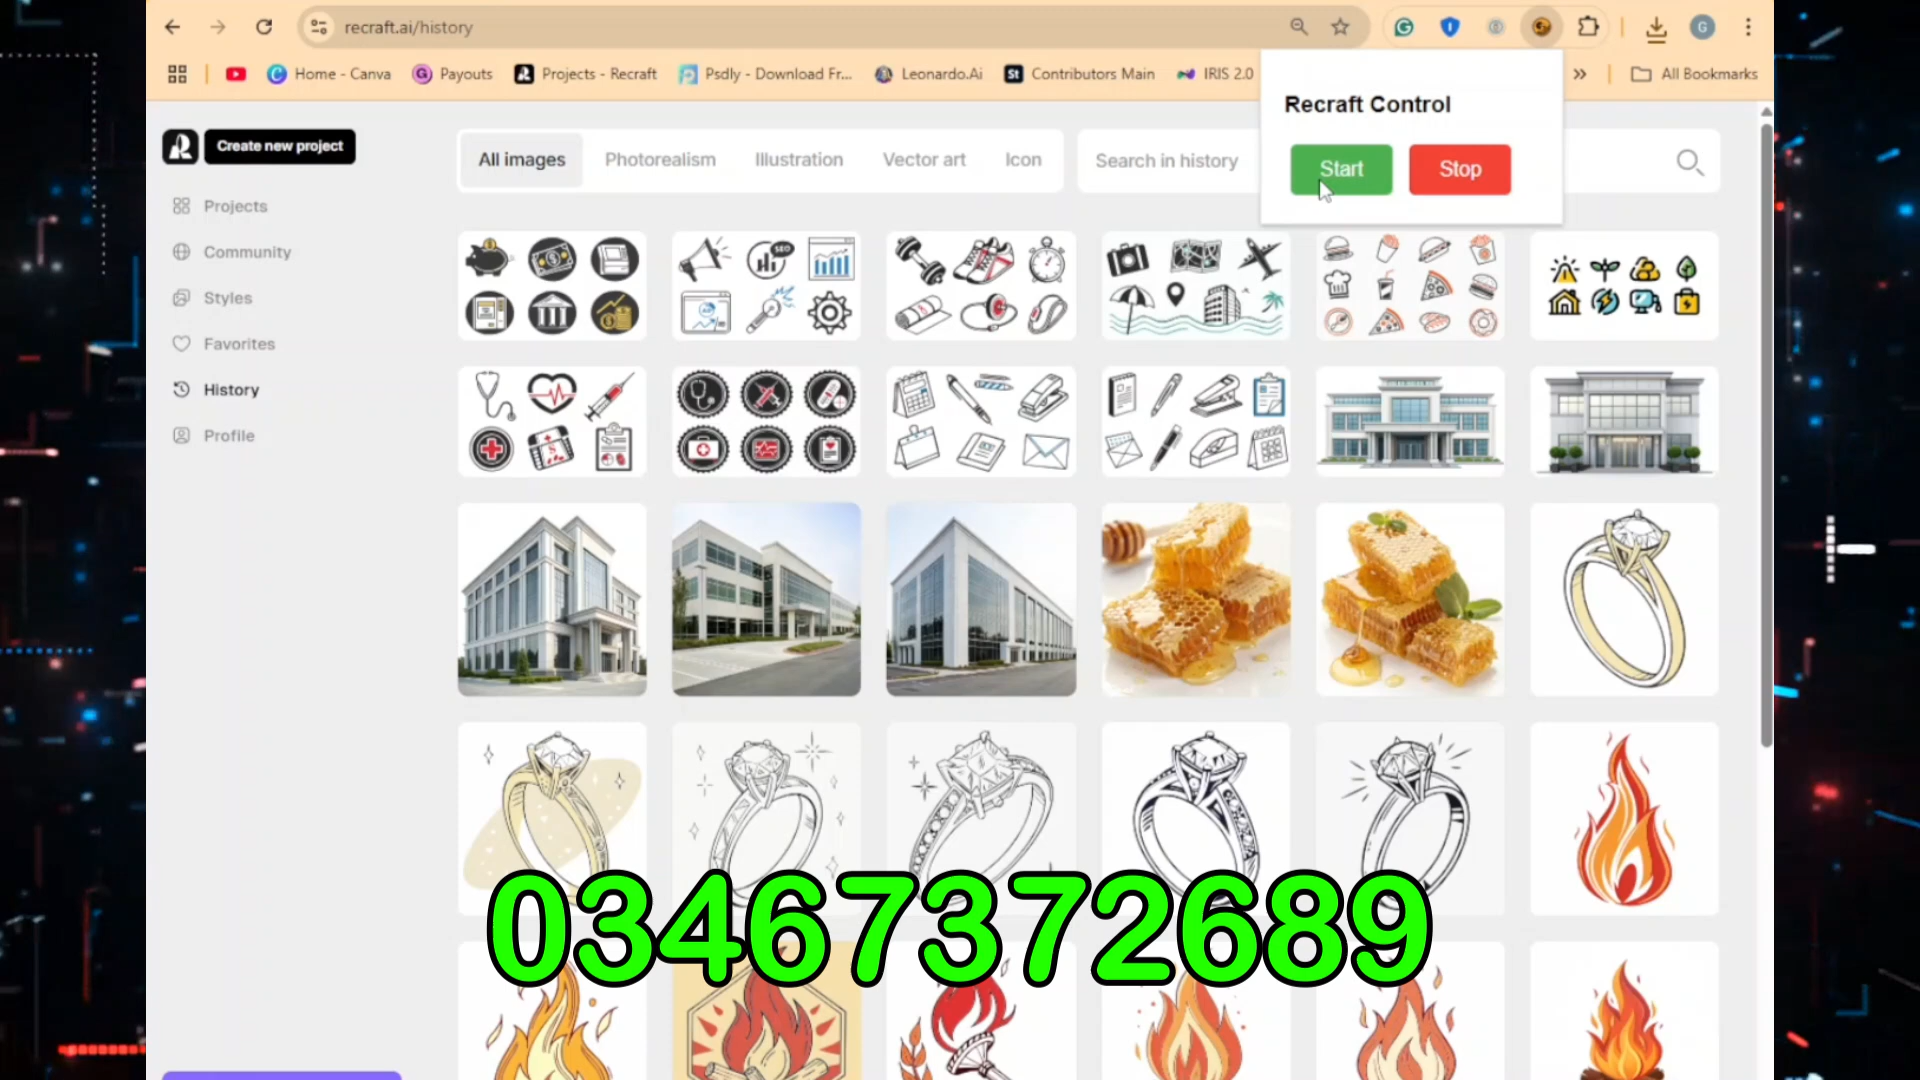 recraft.ai/history
Home - Canva
Payouts
Projects - Recraft
Psdly - Download Fr...
Leonardo.Ai
St
Contributors Main
IRIS 2.0
All Bookmarks
Recraft Control
Start
Stop
Create new project
All images
Photorealism
Illustration
Vector art
Icon
Search in history
Projects
Community
Styles
Favorites
History
Profile
SEO
03467372689